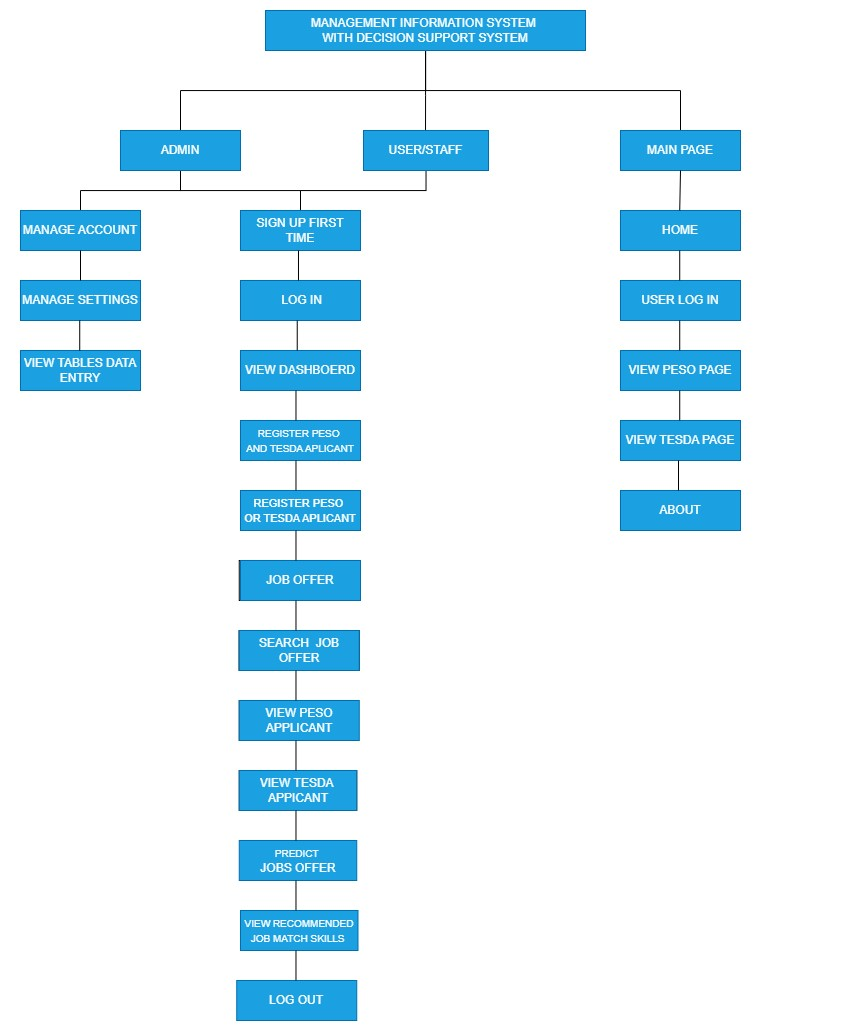 MANAGEMENT INFORMATION SYSTEM
WITH DECISION SUPPORT SYSTEM
ADMIN
USER/STAFF
MAIN PAGE
MANAGE ACCOUNT
SIGN UP FIRST
TIME
HOME
MANAGE SETTINGS
LOG IN
USER LOG IN
VIEW TABLES DATA
ENTRY
VIEW DASHBOERD
VIEW PESO PAGE
REGISTER PESO
AND TESDA APLICANT
VIEW TESDA PAGE
REGISTER PESO
OR TESDA APLICANT
ABOUT
JOB OFFER
SEARCH  JOB
OFFER
VIEW PESO
APPLICANT
VIEW TESDA
APPICANT
PREDICT
JOBS OFFER
VIEW RECOMMENDED
JOB MATCH SKILLS
LOG OUT